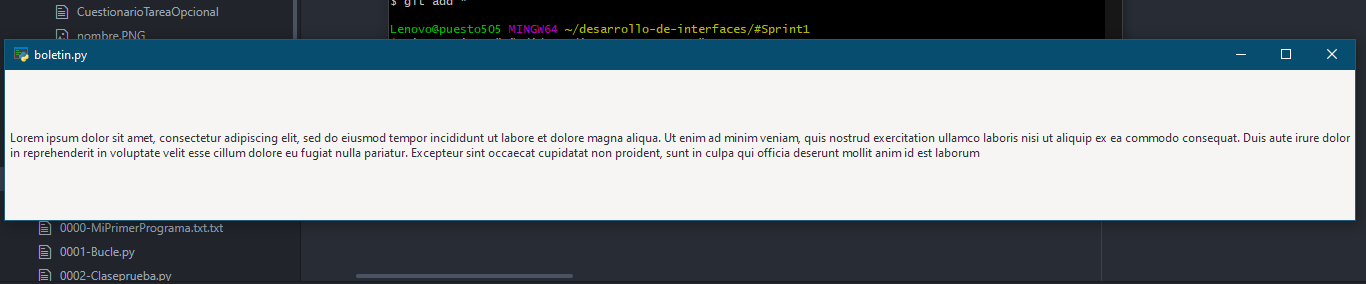 CuestionarioTareaOpcional
$ git add *
nombre.PNG
Lenovo@puesto505 MINGW64 ~/desarrollo-de-interfaces/#Sprint1
boletin.py
Lorem ipsum dolor sit amet, consectetur adipiscing elit, sed do eiusmod tempor incididunt ut labore et dolore magna aliqua. Ut enim ad minim veniam, quis nostrud exercitation ullamco laboris nisi ut aliquip ex ea commodo consequat. Duis aute irure dolor
in reprehenderit in voluptate velit esse cillum dolore eu fugiat nulla pariatur. Excepteur sint occaecat cupidatat non proident, sunt in culpa qui officia deserunt mollit anim id est laborum
0000-MiPrimerPrograma.txt.txt
0001-Bucle.py
0002-Claseprueba.py